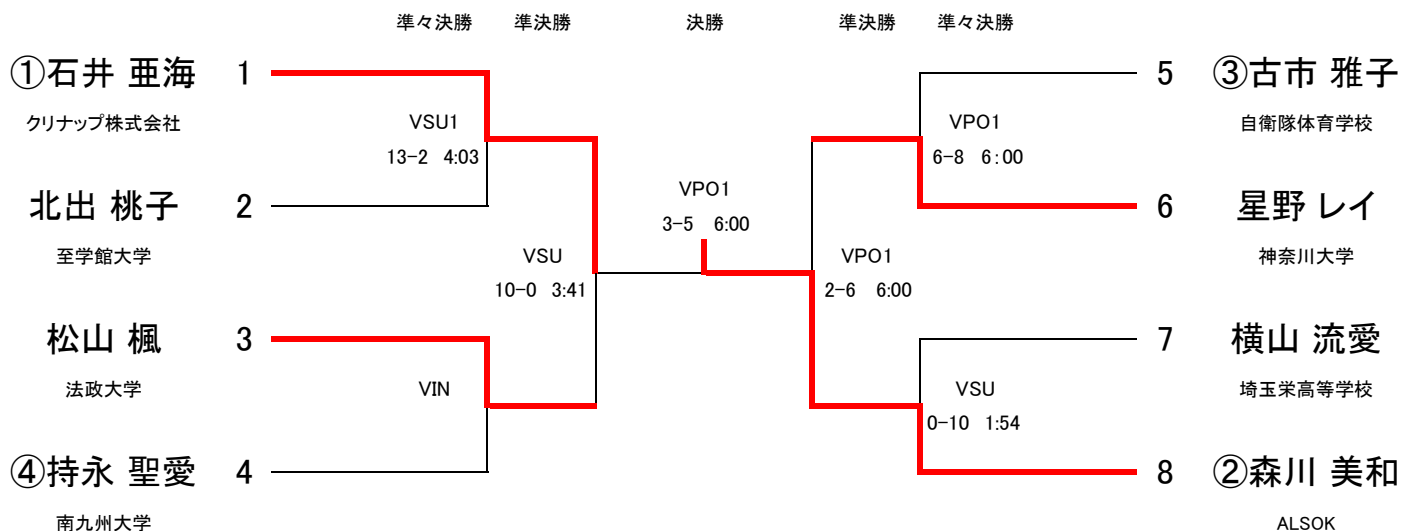 準々決勝 準決勝 決勝 準決勝 準々決勝
①石井 亜海 1
クリナップ株式会社
VSU1
13-2 4:03
北出 桃子 2
至学館大学
VSU
10-0 3:41
松山 楓 3
法政大学
VIN
④持永 聖愛 4
南九州大学
VPO1
3-5 6:00
5 ③古市 雅子
自衛隊体育学校
VPO1
6-8 6:00
6 星野 レイ
神奈川大学
VPO1
2-6 6:00
7 横山 流愛
埼玉栄高等学校
VSU
0-10 1:54
8 ②森川 美和
ALSOK